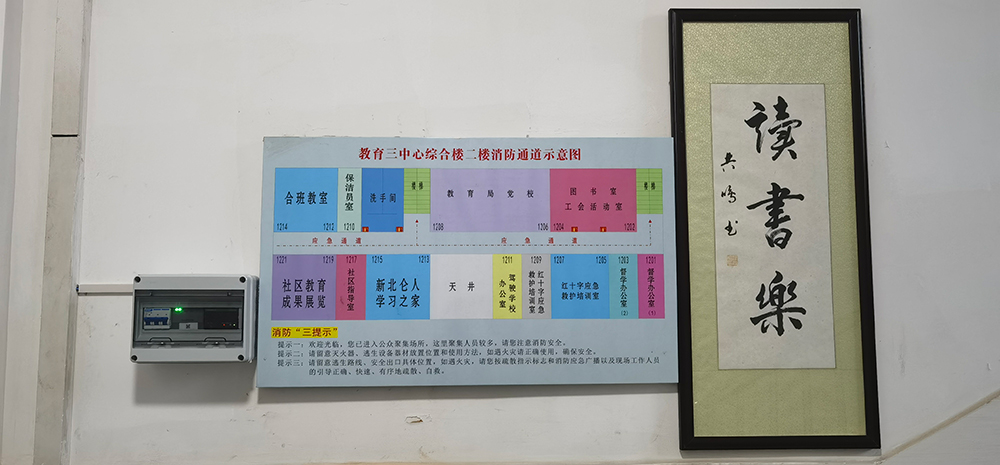 教育三中心综合楼二楼消防通道示意图
合班教室
1214 1212
保洁员室
1210
洗手间
楼梯
教育局党校
1208 1206
图书室
工会活动室
1204 1202
楼梯
应急通道 应急通道
1221 1219
社区教育
成果展览
1217
社区指导室
1215 1213
新北仑人
学习之家
天井
1211
驾驶学校
办公室
1209
红十字应急
救护培训室
1207 1205
红十字应急
救护培训室
1203
督学办公室
(2)
1201
督学办公室
(1)
消防“三提示”
提示一：欢迎光临，您已进入公众聚集场所，这里聚集人员较多，请您注意消防安全。
提示二：请留意灭火器、逃生设备器材放置位置和使用方法，如遇火灾请正确使用，确保安全。
提示三：请留意逃生路线、安全出口具体位置，如遇火灾，请您按疏散指示标志和消防应急广播以及现场工作人员
的引导正确、快速、有序地疏散、自救。
读書樂